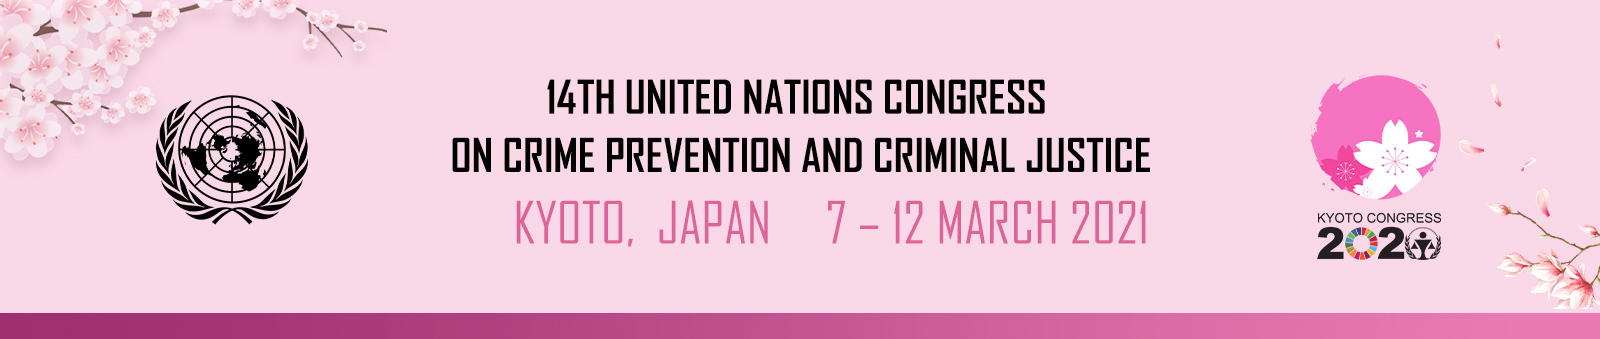 14TH UNITED NATIONS CONGRESS
ON CRIME PREVENTION AND CRIMINAL JUSTICE
KYOTO, JAPAN 7 – 12 MARCH 2021
KYOTO CONGRESS
2020